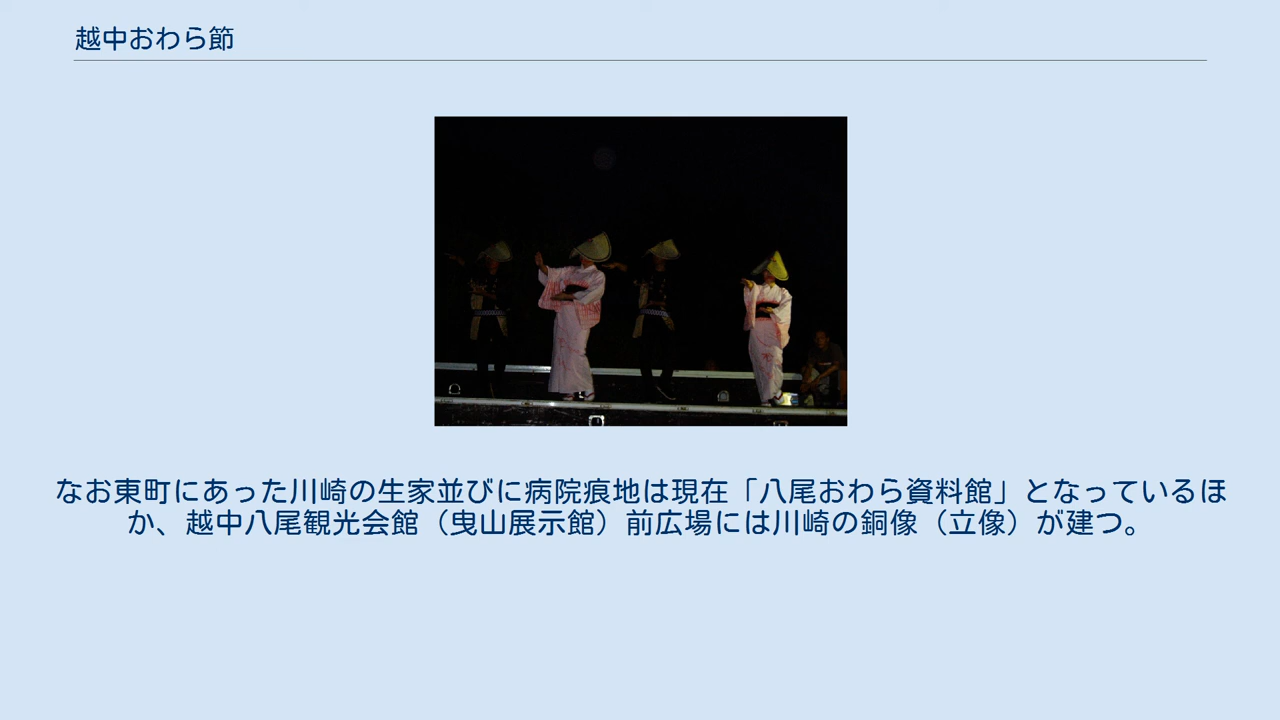 越中おわら節
なお東町にあった川崎の生家並びに病院痕地は現在「八尾おわら資料館」となっているほ
か、越中八尾観光会館（曳山展示館）前広場には川崎の銅像（立像）が建つ。